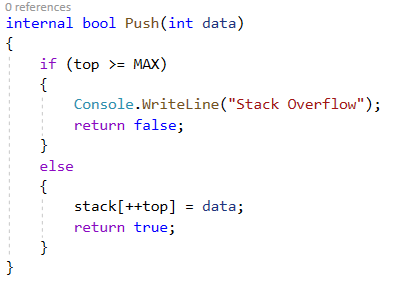 0 references
internal bool Push(int data)
{
    if (top >= MAX)
    {
        Console.WriteLine("Stack Overflow");
        return false;
    }
    else
    {
        stack[++top] = data;
        return true;
    }
}